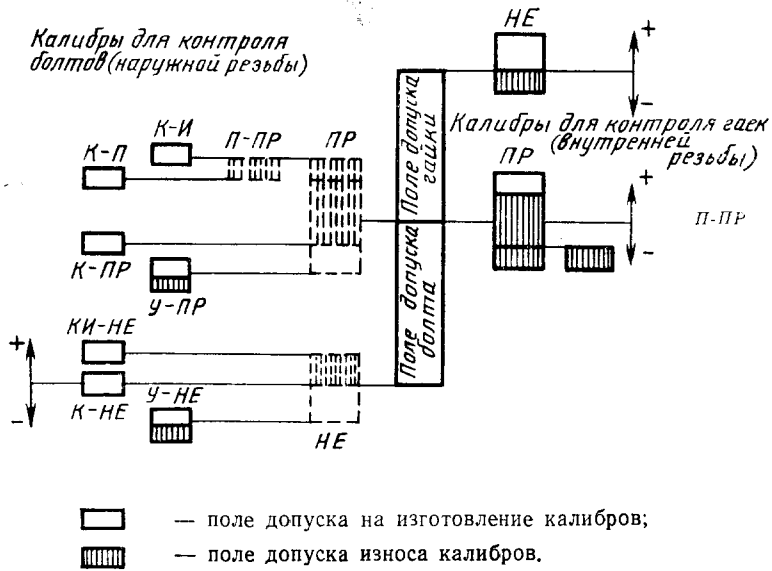 Калибры для контроля
болтов (наружной резьбы)
НЕ
+
-
Калибры для контроля гаек
(внутренней
резьбы)
К-И
П-ПР
ПР
К-П
Поле допуска
гайки
ПР
+
-
П-ПР
К-ПР
У-ПР
Поле допуска
болта
КИ-НЕ
+
-
К-НЕ
У-НЕ
НЕ
— поле допуска на изготовление калибров;
— поле допуска износа калибров.